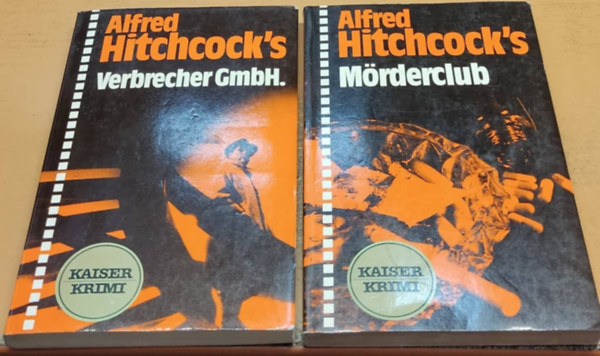 Alfred
Hitchcock's
Verbrecher GmbH.
KAISER
KRIMI
Alfred
Hitchcock's
Mörderclub
KAISER
KRIMI